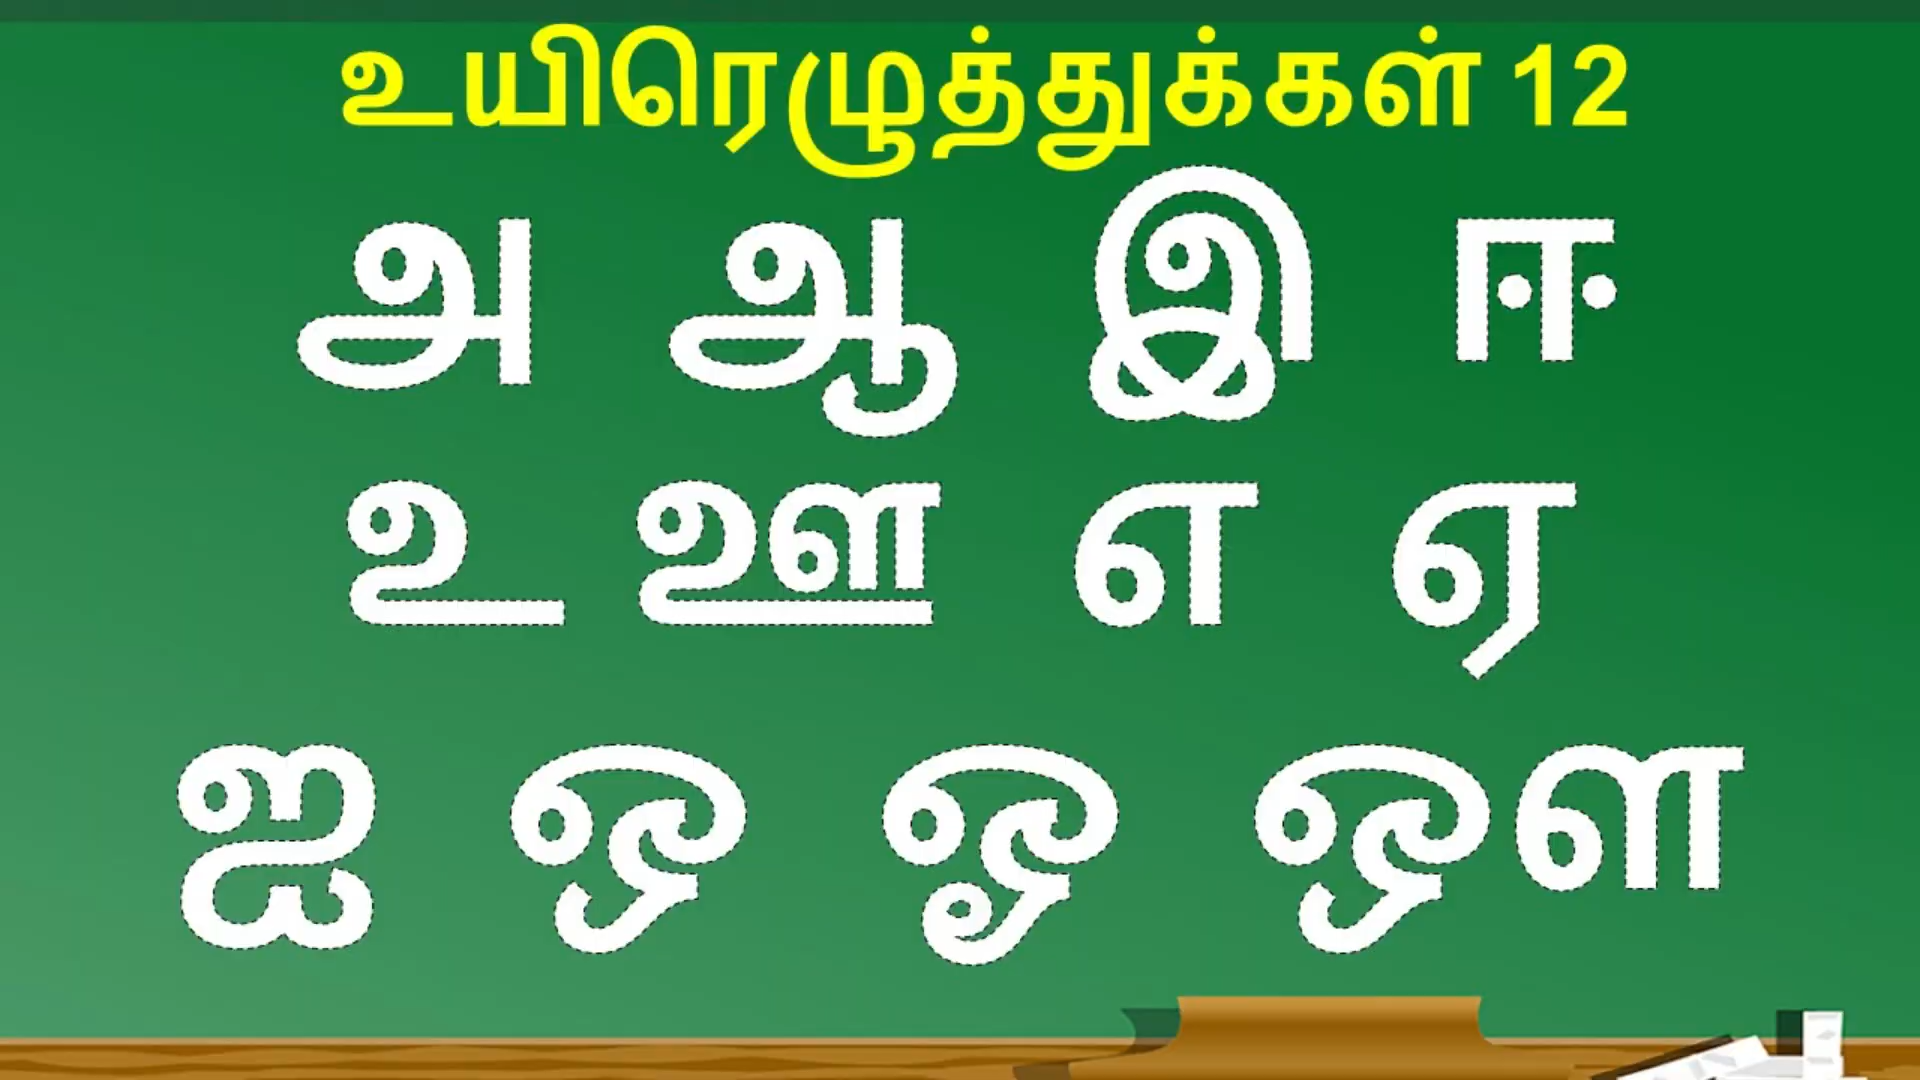 உயிரெழுத்துக்கள் 12
அ ஆ இ ஈ
உ ஊ எ ஏ
ஐ ஒ ஓ ஔ